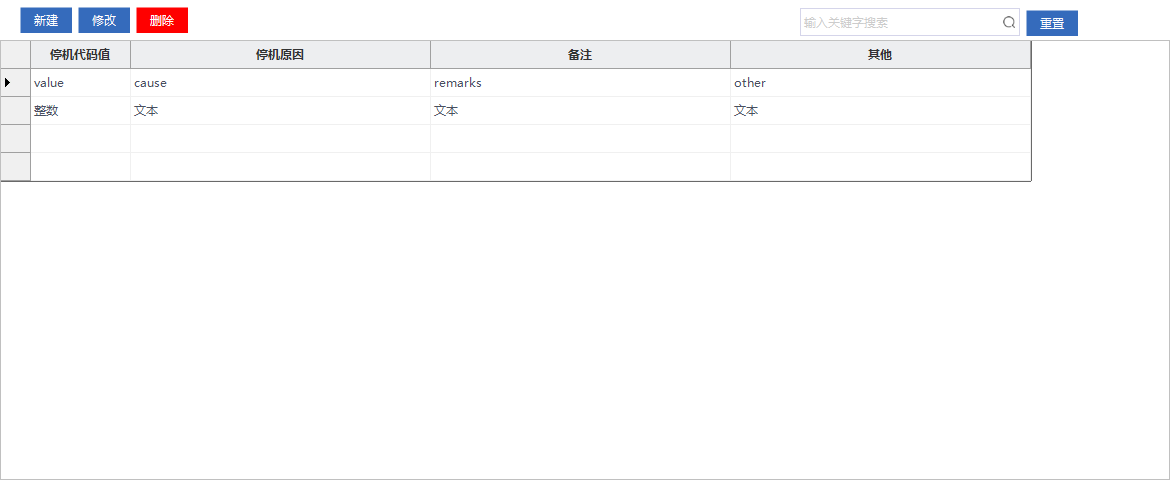 新建 修改 删除 输入关键字搜索 重置
停机代码值 停机原因 备注 其他
value cause remarks other
整数 文本 文本 文本